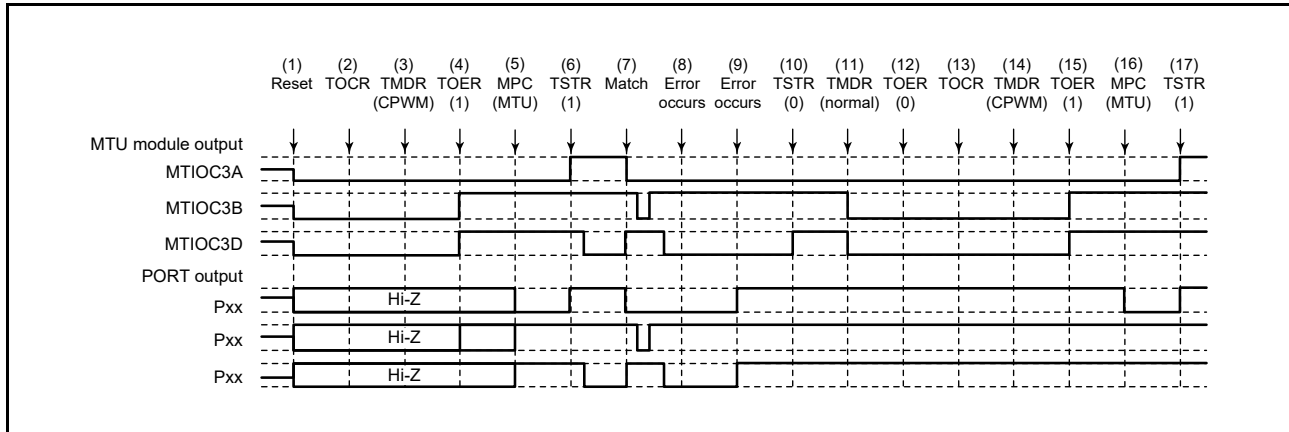 (1) (2) (3) (4) (5) (6) (7) (8) (9) (10) (11) (12) (13) (14) (15) (16) (17)
Reset TOCR TMDR TOER MPC TSTR Match Error Error TSTR TMDR TOER TOCR TMDR TOER MPC TSTR
(CPWM) (1) (MTU) (1) occurs occurs (0) (normal) (0) (CPWM) (1) (MTU) (1)
MTU module output
MTIOC3A
MTIOC3B
MTIOC3D
PORT output
Pxx Hi-Z
Pxx Hi-Z
Pxx Hi-Z